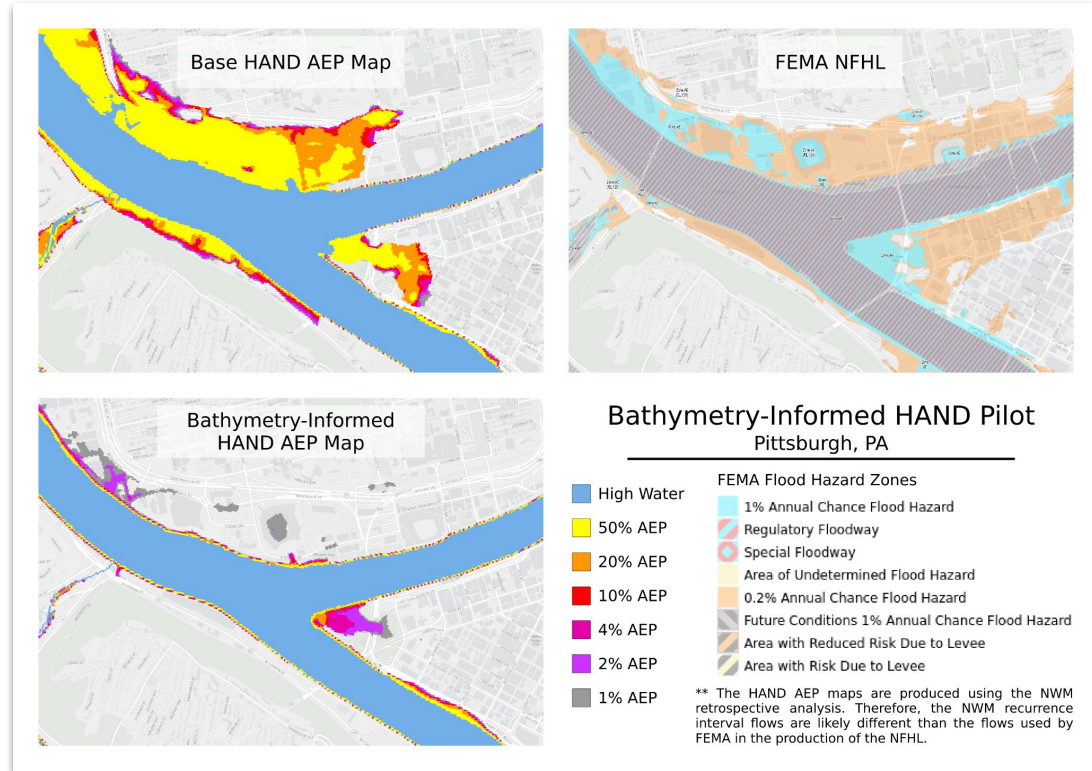 Base HAND AEP Map
FEMA NFHL
Bathymetry-Informed
HAND AEP Map
Bathymetry-Informed HAND Pilot
Pittsburgh, PA
High Water
50% AEP
20% AEP
10% AEP
4% AEP
2% AEP
1% AEP
FEMA Flood Hazard Zones
1% Annual Chance Flood Hazard
Regulatory Floodway
Special Floodway
Area of Undetermined Flood Hazard
0.2% Annual Chance Flood Hazard
Future Conditions 1% Annual Chance Flood Hazard
Area with Reduced Risk Due to Levee
Area with Risk Due to Levee
** The HAND AEP maps are produced using the NWM
retrospective analysis. Therefore, the NWM recurrence
interval flows are likely different than the flows used by
FEMA in the production of the NFHL.